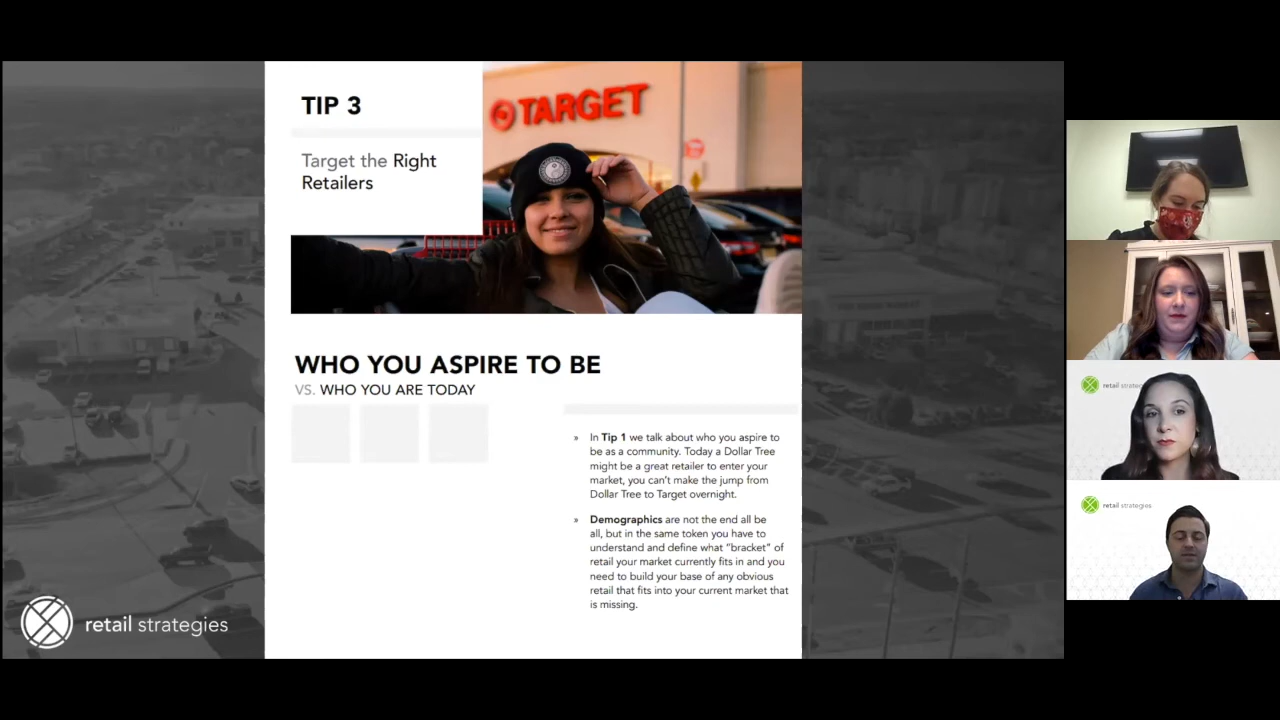 TIP 3
Target the Right
Retailers
TARGET
WHO YOU ASPIRE TO BE
VS. WHO YOU ARE TODAY
» In Tip 1 we talk about who you aspire to
be as a community. Today a Dollar Tree
might be a great retailer to enter your
market, you can't make the jump from
Dollar Tree to Target overnight.
» Demographics are not the end all be
all, but in the same token you have to
understand and define what "bracket" of
retail your market currently fits in and you
need to build your base of any obvious
retail that fits into your current market that
is missing.
retail strategies
retail strateg
retail strategies